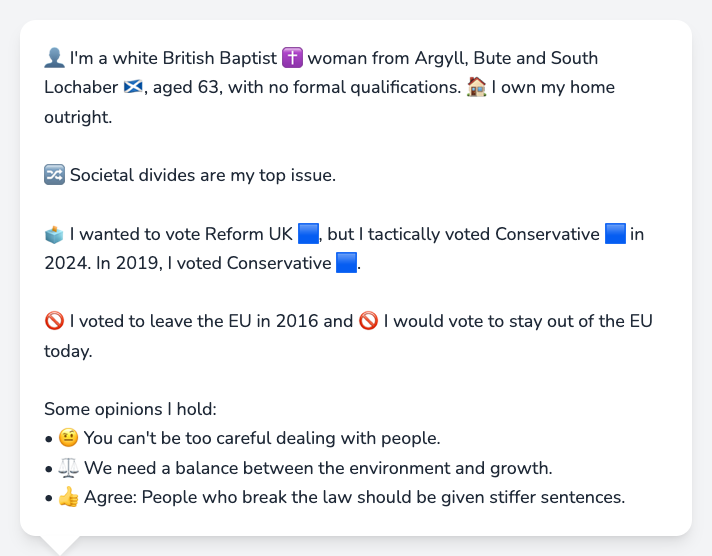 👤 I'm a white British Baptist ✝️ woman from Argyll, Bute and South
Lochaber 🏴󠁧󠁢󠁳󠁣󠁴󠁿, aged 63, with no formal qualifications. 🏠 I own my home
outright.
🔀 Societal divides are my top issue.
🗳️ I wanted to vote Reform UK 🟦, but I tactically voted Conservative 🟦 in
2024. In 2019, I voted Conservative 🟦.
🚫 I voted to leave the EU in 2016 and 🚫 I would vote to stay out of the EU
today.
Some opinions I hold:
• 🤨 You can't be too careful dealing with people.
• ⚖️ We need a balance between the environment and growth.
• 👍 Agree: People who break the law should be given stiffer sentences.